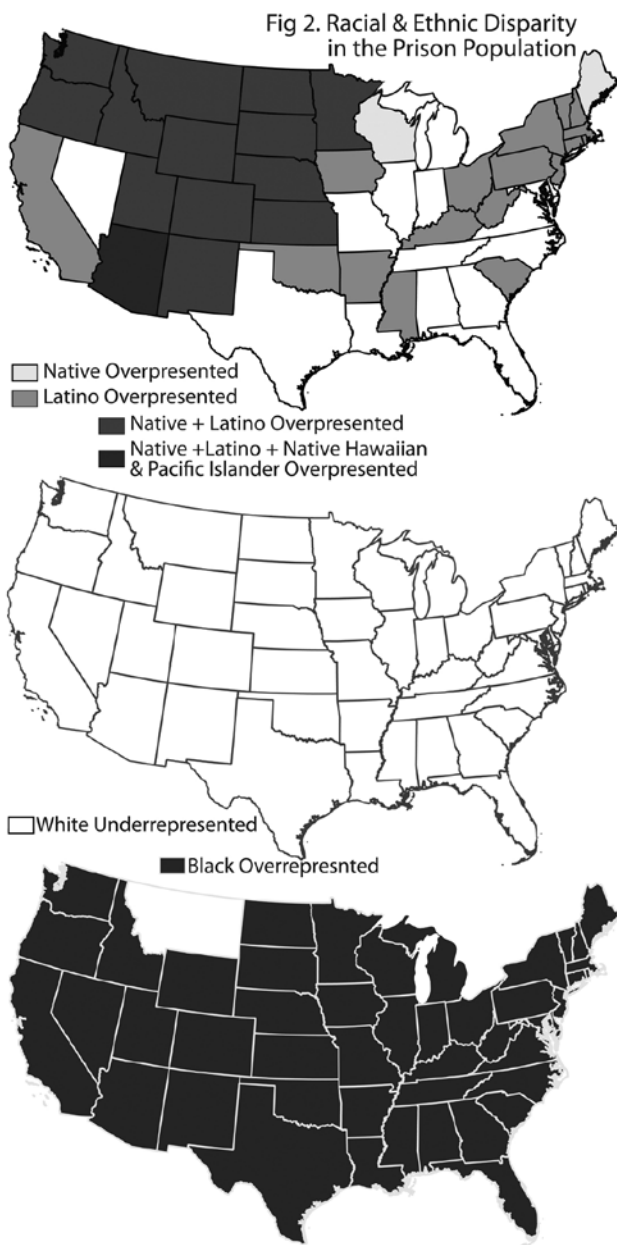 Fig 2. Racial & Ethnic Disparity
in the Prison Population
Native Overpresented
Latino Overpresented
Native + Latino Overpresented
Native +Latino + Native Hawaiian
& Pacific Islander Overpresented
White Underrepresented
Black Overrepresnted